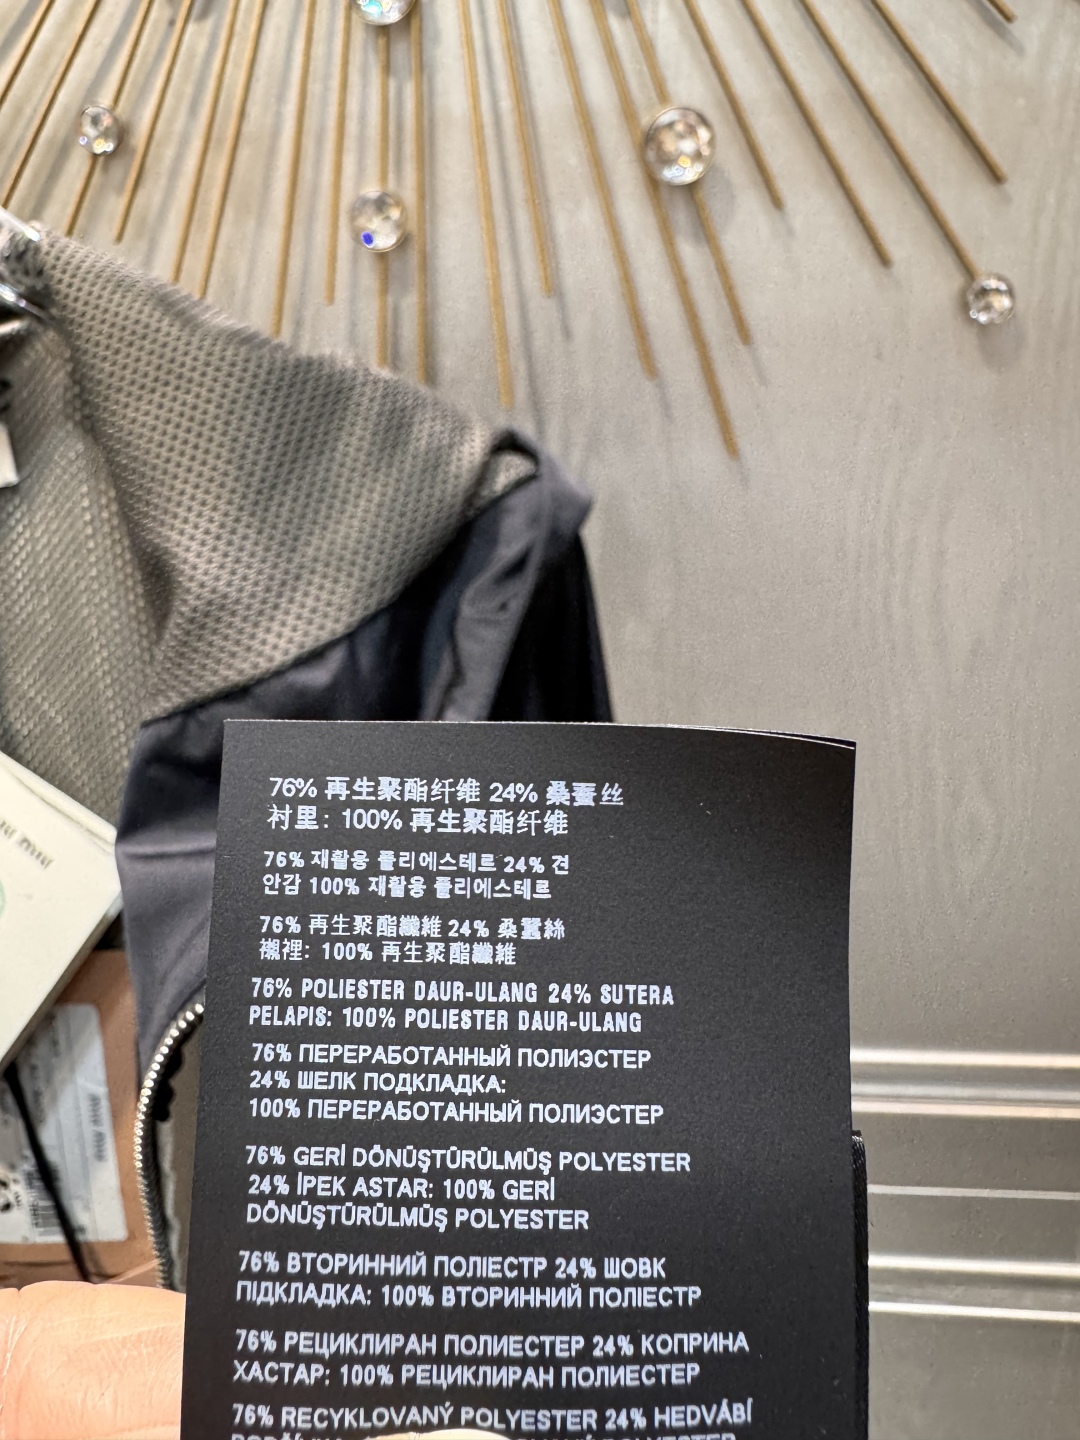 76% 再生聚酯纤维 24% 桑蚕丝
衬里: 100% 再生聚酯纤维
76% 재활용 폴리에스테르 24% 견
안감 100% 재활용 폴리에스테르
76% 再生聚酯纖維 24% 桑蠶絲
襯裡: 100% 再生聚酯纖維
76% POLIESTER DAUR-ULANG 24% SUTERA
PELAPIS: 100% POLIESTER DAUR-ULANG
76% ПЕРЕРАБОТАННЫЙ ПОЛИЭСТЕР
24% ШЕЛК ПОДКЛАДКА:
100% ПЕРЕРАБОТАННЫЙ ПОЛИЭСТЕР
76% GERİ DÖNÜŞTÜRÜLMÜŞ POLYESTER
24% İPEK ASTAR: 100% GERİ
DÖNÜŞTÜRÜLMÜŞ POLYESTER
76% ВТОРИННИЙ ПОЛІЕСТР 24% ШОВК
ПІДКЛАДКА: 100% ВТОРИННИЙ ПОЛІЕСТР
76% РЕЦИКЛИРАН ПОЛИЕСТЕР 24% КОПРИНА
ХАСТАР: 100% РЕЦИКЛИРАН ПОЛИЕСТЕР
76% RECYKLOVANÝ POLYESTER 24% HEDVÁBÍ